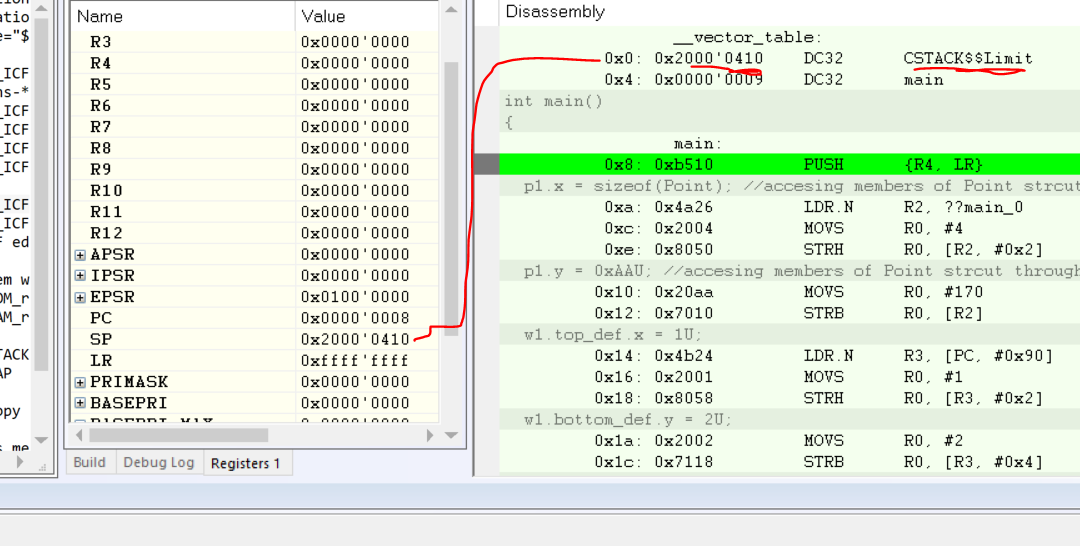 atio
e="$
_ICF
ns-*
_ICF
_ICF
_ICF
_ICF
_ICF
_ICF
F ed
em w
OM_r
AM_r
TACK
AP
opy
s me
Name Value
R3 0x0000'0000
R4 0x0000'0000
R5 0x0000'0000
R6 0x0000'0000
R7 0x0000'0000
R8 0x0000'0000
R9 0x0000'0000
R10 0x0000'0000
R11 0x0000'0000
R12 0x0000'0000
APSR 0x0000'0000
IPSR 0x0000'0000
EPSR 0x0100'0000
PC 0x0000'0008
SP 0x2000'0410
LR 0xffff'ffff
PRIMASK 0x0000'0000
BASEPRI 0x0000'0000
Build Debug Log Registers 1
Disassembly
__vector_table:
0x0: 0x2000'0410 DC32 CSTACK$$Limit
0x4: 0x0000'0009 DC32 main
int main()
{
main:
0x8: 0xb510 PUSH {R4, LR}
p1.x = sizeof(Point); //accesing members of Point strcut
0xa: 0x4a26 LDR.N R2, ??main_0
0xc: 0x2004 MOVS R0, #4
0xe: 0x8050 STRH R0, [R2, #0x2]
p1.y = 0xAAU; //accesing members of Point strcut through
0x10: 0x20aa MOVS R0, #170
0x12: 0x7010 STRB R0, [R2]
w1.top_def.x = 1U;
0x14: 0x4b24 LDR.N R3, [PC, #0x90]
0x16: 0x2001 MOVS R0, #1
0x18: 0x8058 STRH R0, [R3, #0x2]
w1.bottom_def.y = 2U;
0x1a: 0x2002 MOVS R0, #2
0x1c: 0x7118 STRB R0, [R3, #0x4]